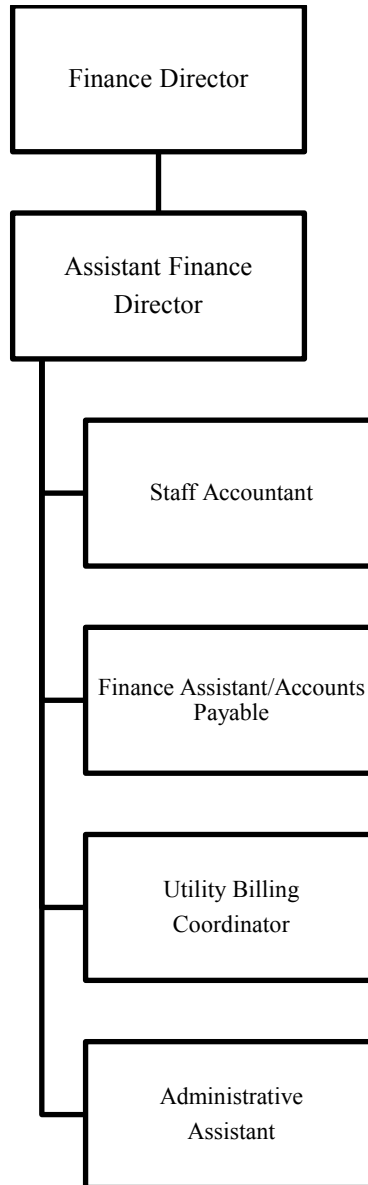 Finance Director
Assistant Finance
Director
Staff Accountant
Finance Assistant/Accounts
Payable
Utility Billing
Coordinator
Administrative
Assistant